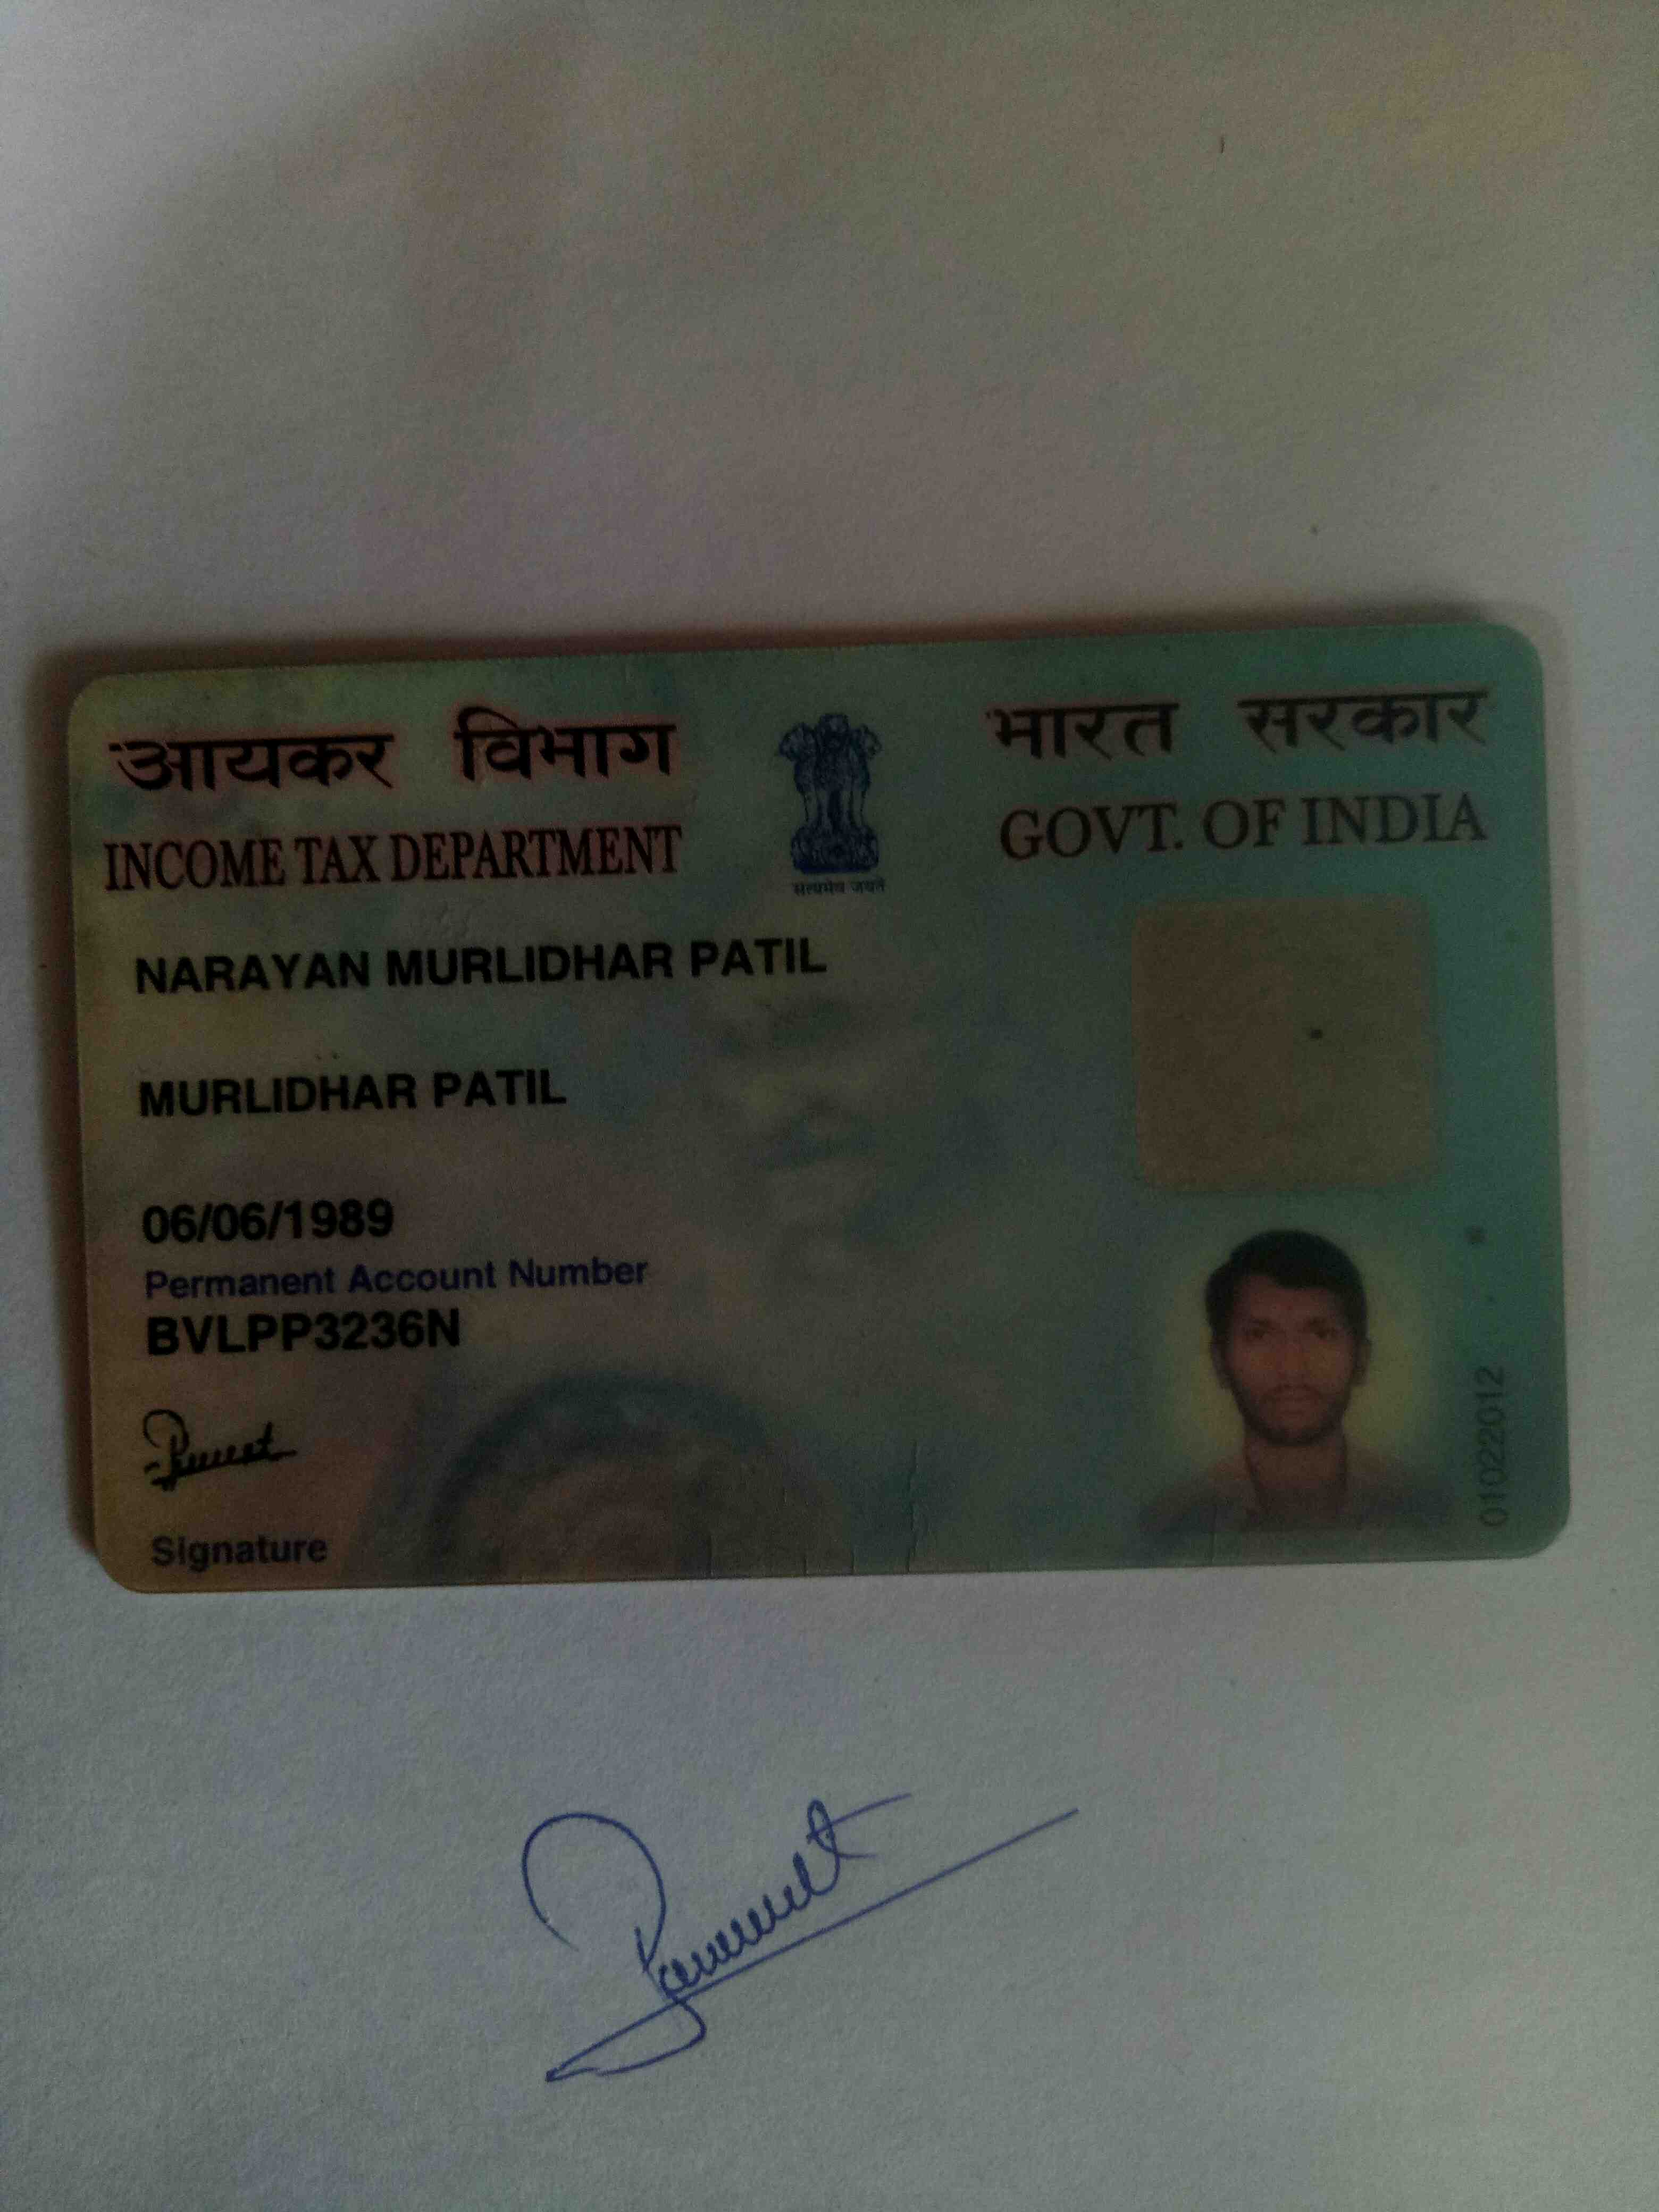 आयकर विभाग
INCOME TAX DEPARTMENT
सत्यमेव जयते
भारत सरकार
GOVT. OF INDIA
NARAYAN MURLIDHAR PATIL
MURLIDHAR PATIL
06/06/1989
Permanent Account Number
BVLPP3236N
Signature
01022012